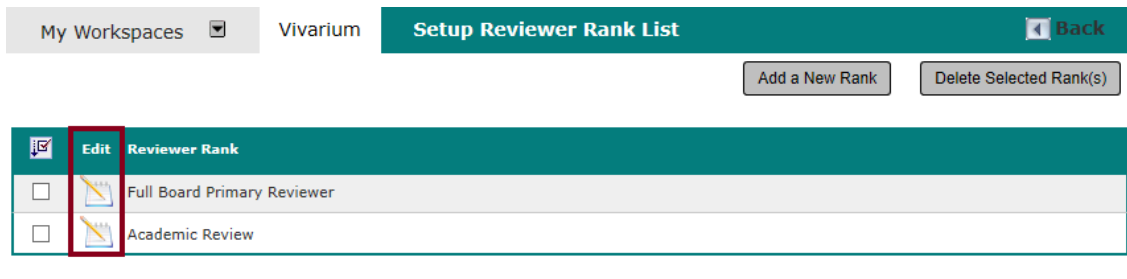 My Workspaces Vivarium Setup Reviewer Rank List Back
Add a New Rank Delete Selected Rank(s)
Edit Reviewer Rank
Full Board Primary Reviewer
Academic Review